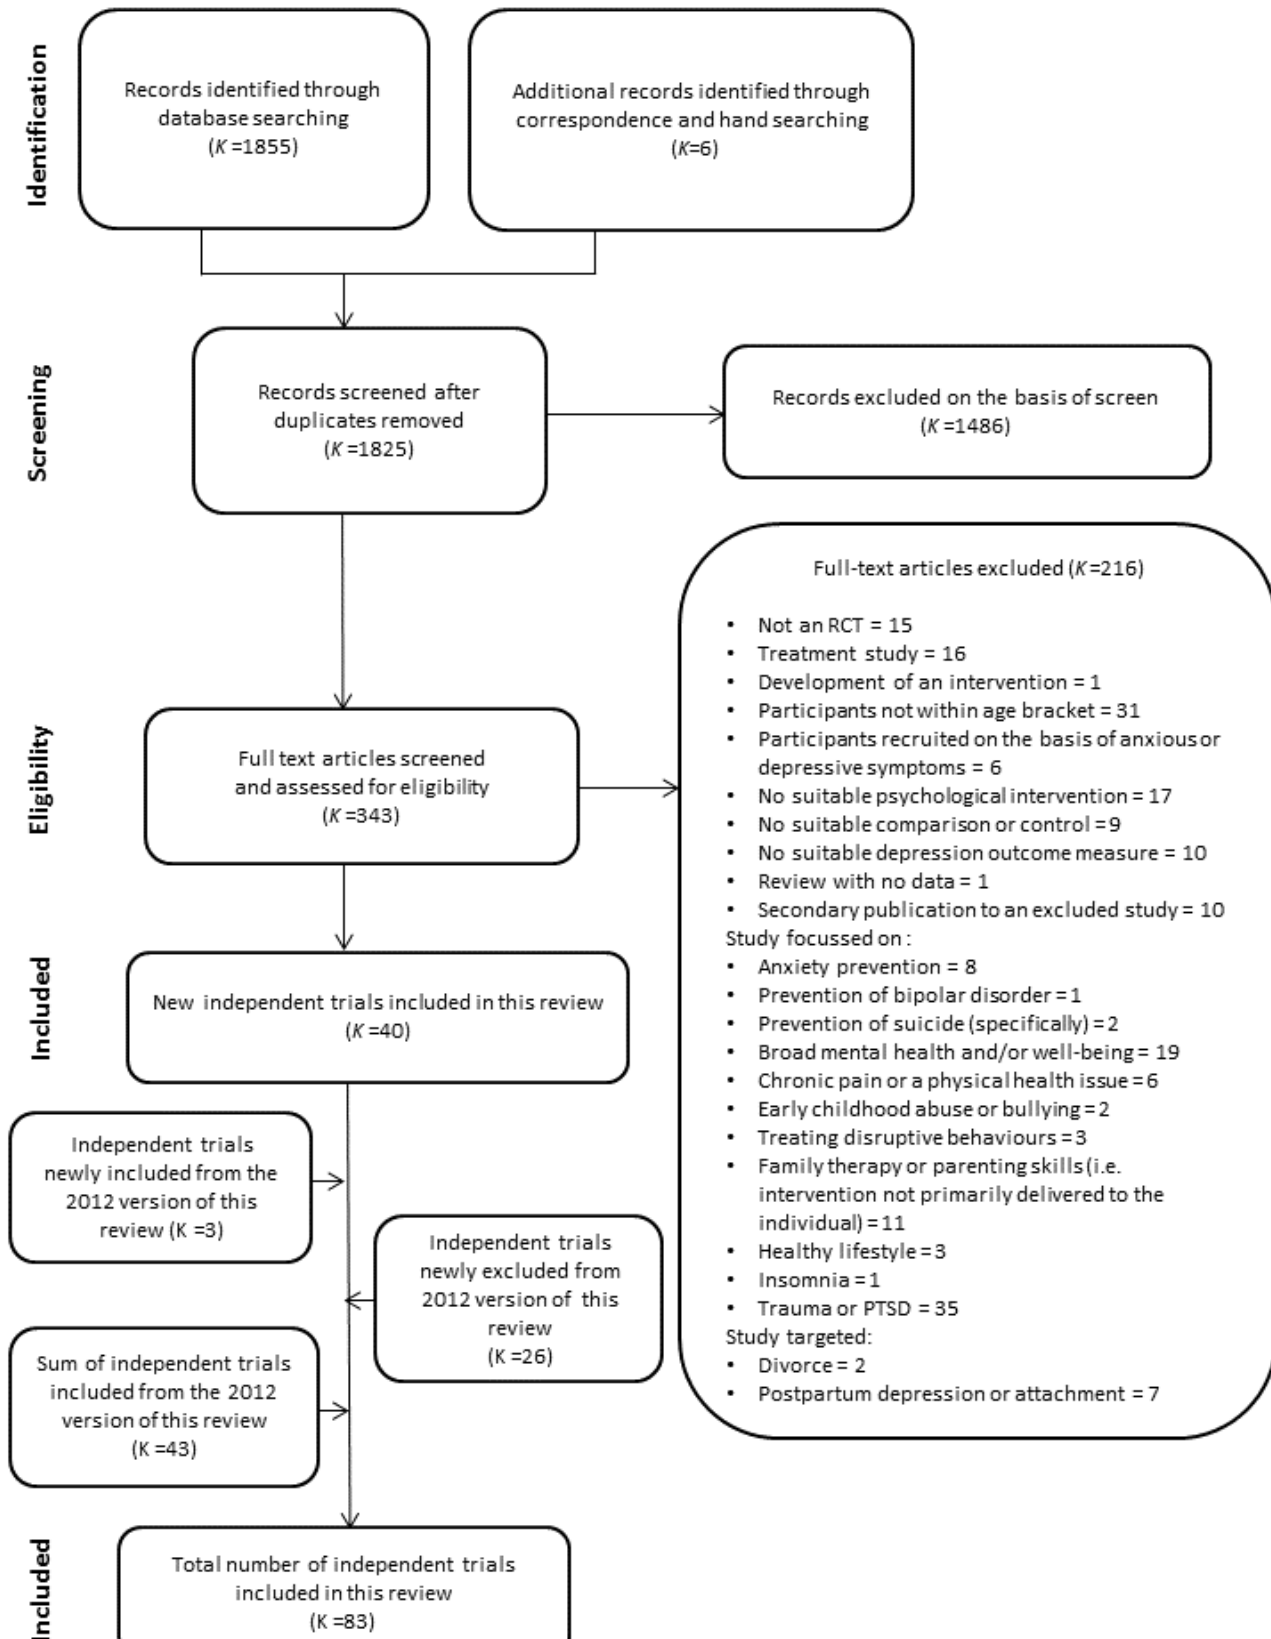 Identification
Records identified through
database searching
(K =1855)
Additional records identified through
correspondence and hand searching
(K=6)
Screening
Records screened after
duplicates removed
(K =1825)
Records excluded on the basis of screen
(K =1486)
Eligibility
Full text articles screened
and assessed for eligibility
(K =343)
Full-text articles excluded (K=216)
• Not an RCT = 15
• Treatment study = 16
• Development of an intervention = 1
• Participants not within age bracket = 31
• Participants recruited on the basis of anxious or
depressive symptoms = 6
• No suitable psychological intervention = 17
• No suitable comparison or control = 9
• No suitable depression outcome measure = 10
• Review with no data = 1
• Secondary publication to an excluded study = 10
Study focussed on :
• Anxiety prevention = 8
• Prevention of bipolar disorder = 1
• Prevention of suicide (specifically) = 2
• Broad mental health and/or well-being = 19
• Chronic pain or a physical health issue = 6
• Early childhood abuse or bullying = 2
• Treating disruptive behaviours = 3
• Family therapy or parenting skills (i.e.
intervention not primarily delivered to the
individual) = 11
• Healthy lifestyle = 3
• Insomnia = 1
• Trauma or PTSD = 35
Study targeted:
• Divorce = 2
• Postpartum depression or attachment = 7
Included
New independent trials included in this review
(K =40)
Independent trials
newly included from the
2012 version of this
review (K =3)
Independent trials
newly excluded from
2012 version of this
review
(K =26)
Sum of independent trials
included from the 2012
version of this review
(K =43)
Included
Total number of independent trials
included in this review
(K =83)